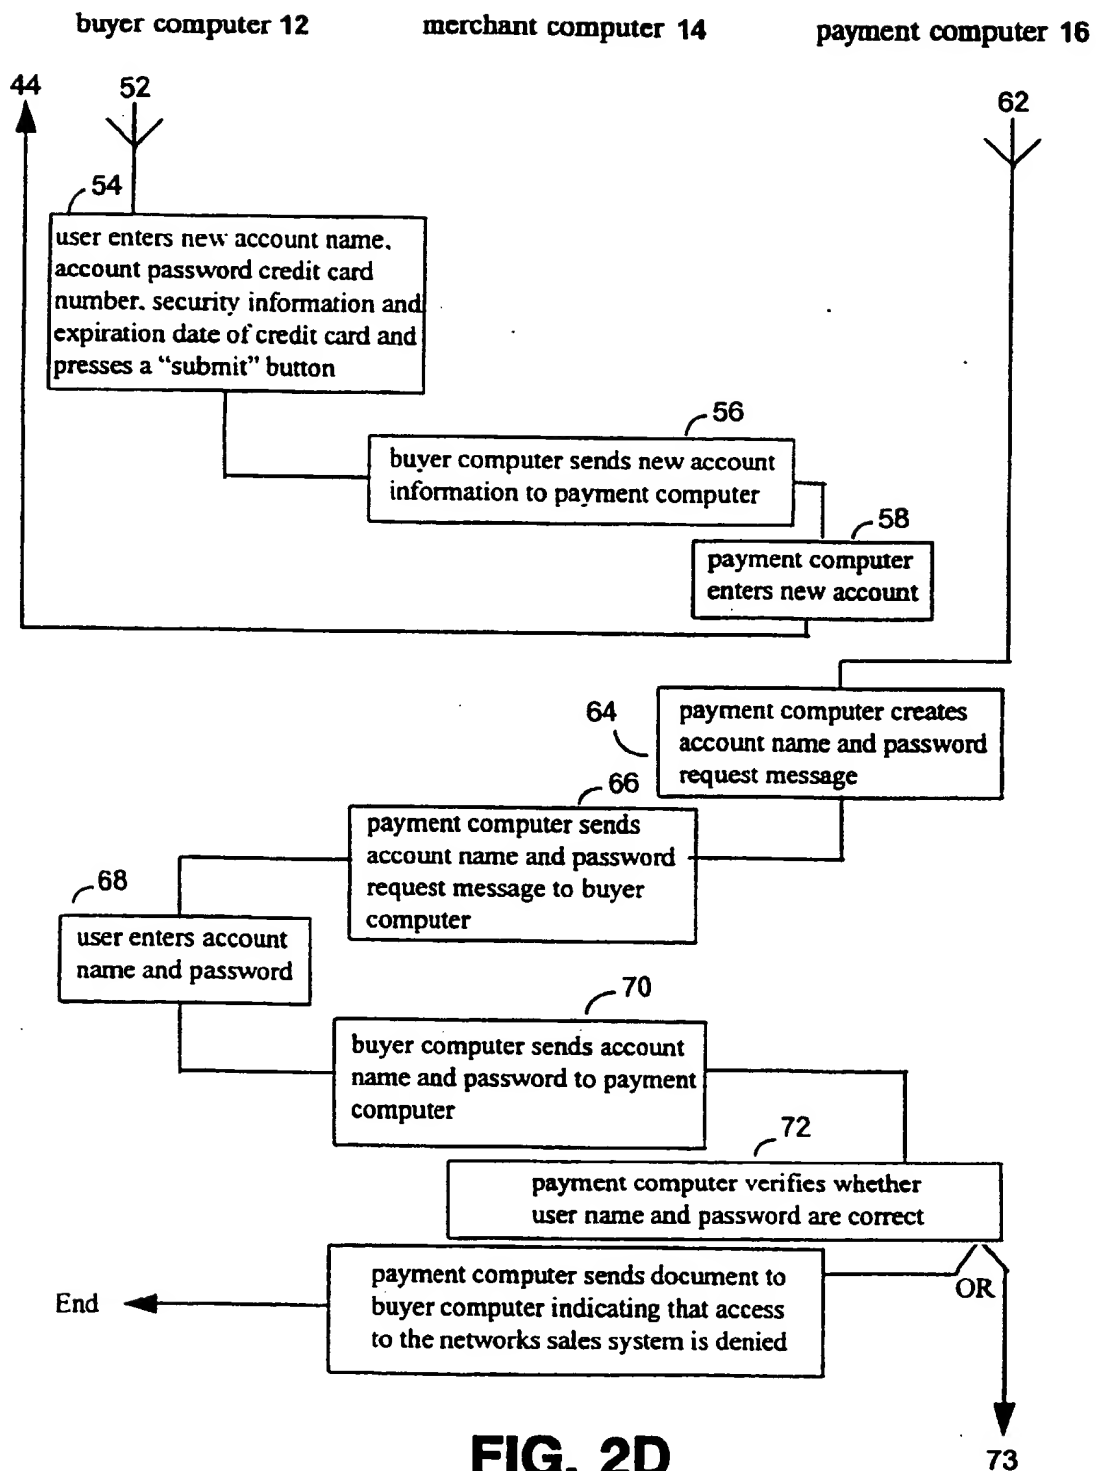 buyer computer 12 merchant computer 14 payment computer 16
44 52 62
54
user enters new account name.
account password credit card
number. security information and
expiration date of credit card and
presses a “submit” button
56
buyer computer sends new account
information to payment computer
58
payment computer
enters new account
64
payment computer creates
account name and password
request message
66
payment computer sends
account name and password
request message to buyer
computer
68
user enters account
name and password
70
buyer computer sends account
name and password to payment
computer
72
payment computer verifies whether
user name and password are correct
OR
payment computer sends document to
buyer computer indicating that access
to the networks sales system is denied
End
73
FIG. 2D